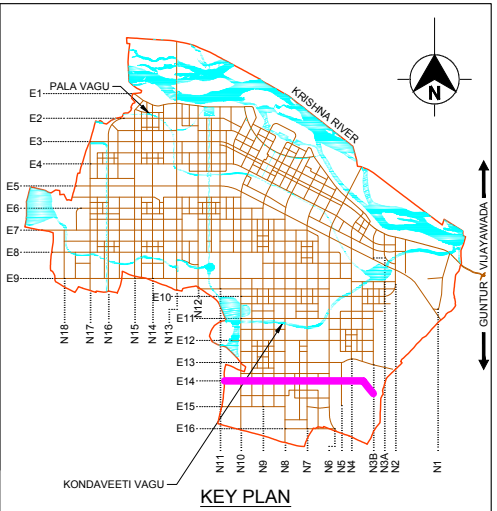 PALA VAGU
KRISHNA RIVER
N
E1
E2
E3
E4
E5
E6
E7
E8
E9
E10
E11
E12
E13
E14
E15
E16
N18
N17
N16
N15
N14
N13
N12
N11
N10
N9
N8
N7
N6
N5
N4
N3B
N3A
N2
N1
GUNTUR
VIJAYAWADA
KONDAVEETI VAGU
KEY PLAN